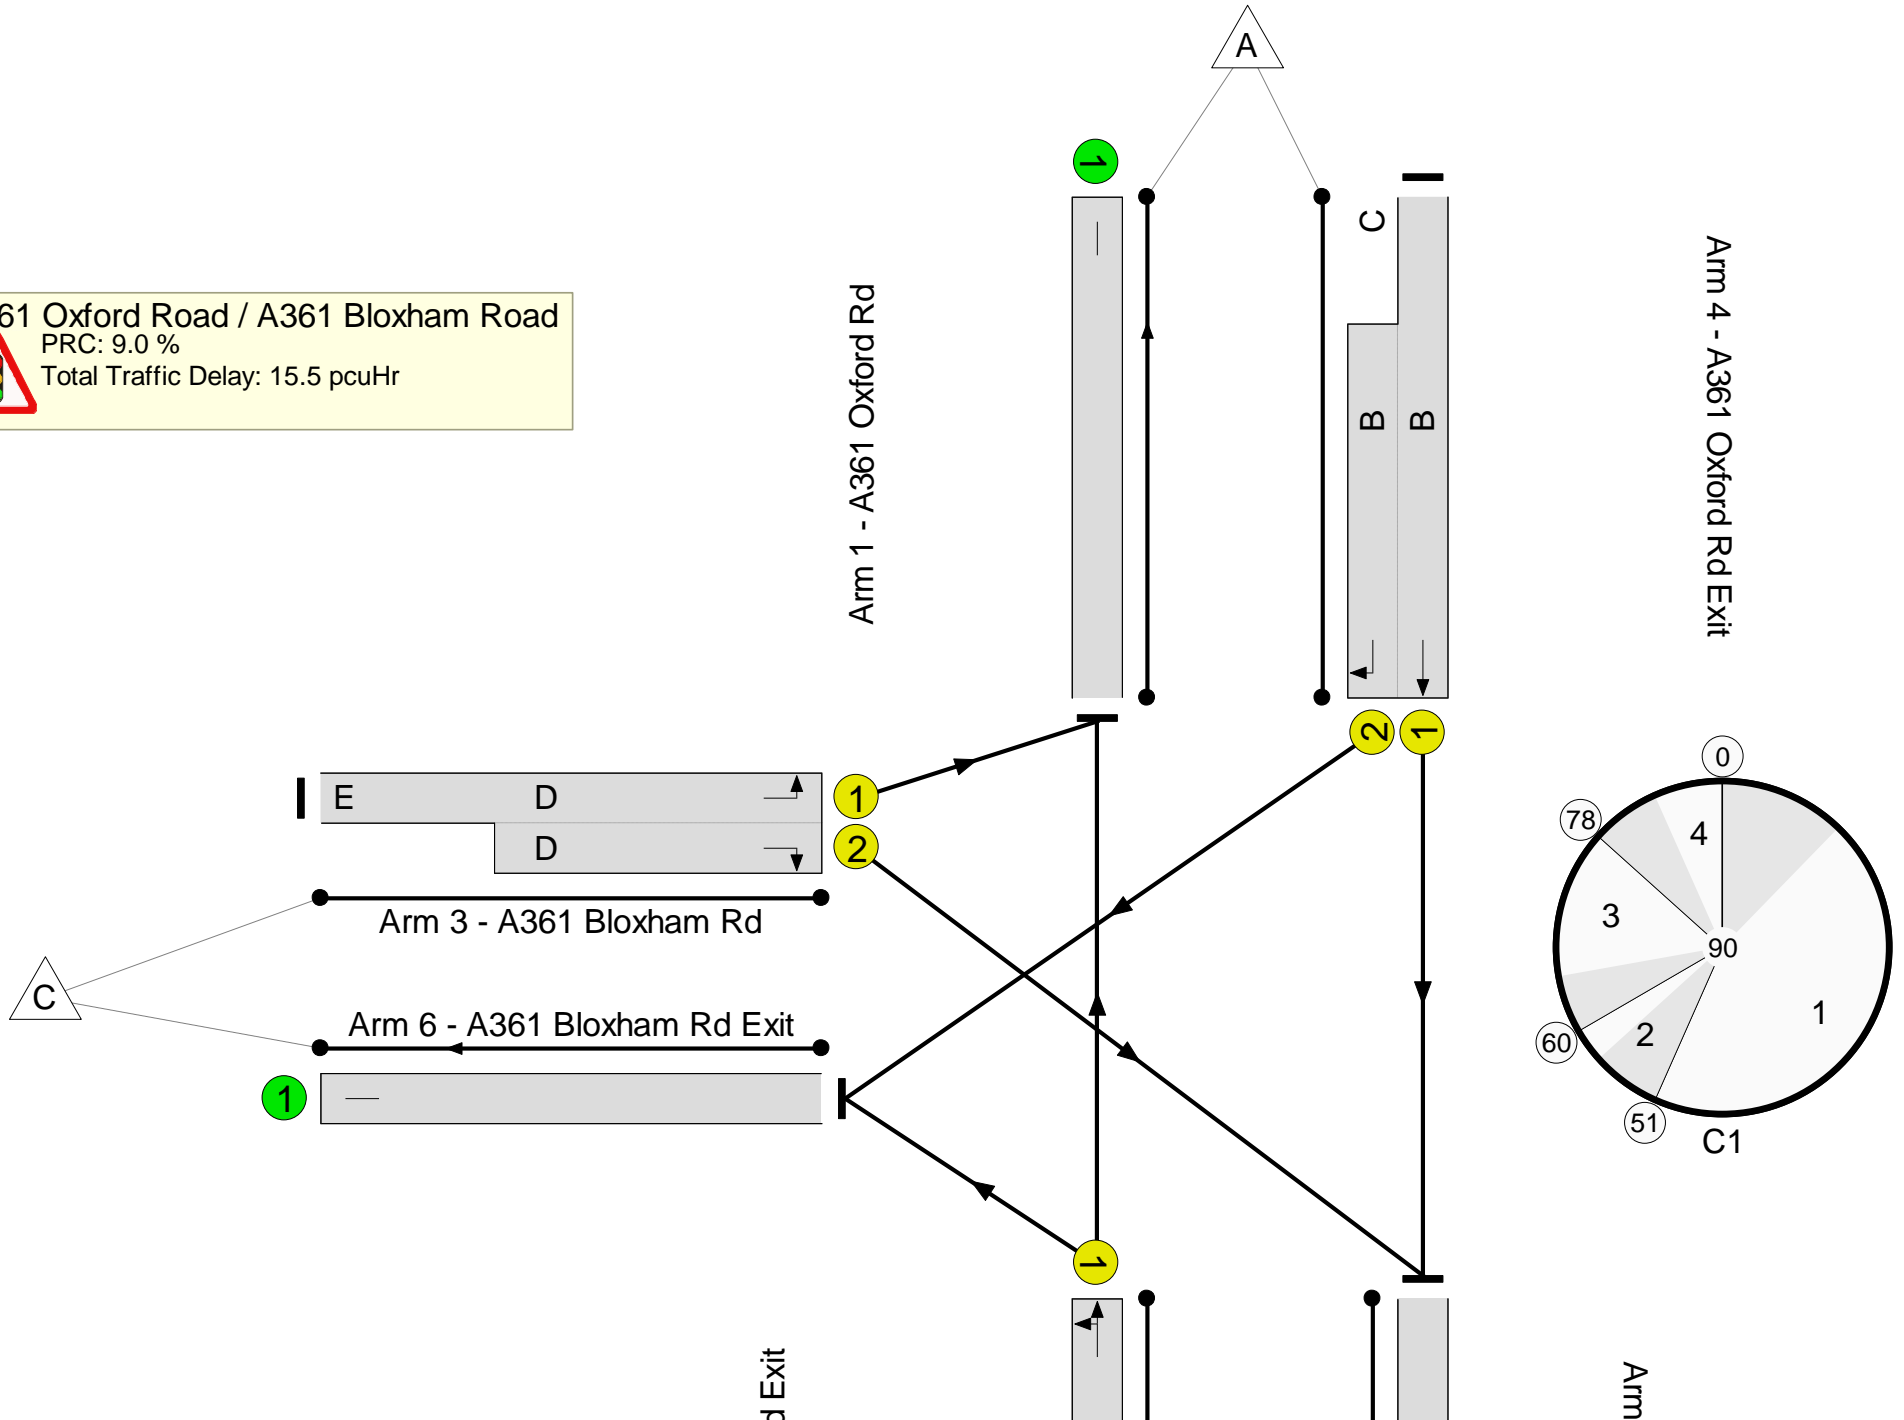 A
1
C
61 Oxford Road / A361 Bloxham Road
PRC: 9.0 %
Total Traffic Delay: 15.5 pcuHr
Arm 1 - A361 Oxford Rd
Arm 4 - A361 Oxford Rd Exit
B
B
2
1
E
D
1
D
2
Arm 3 - A361 Bloxham Rd
C
Arm 6 - A361 Bloxham Rd Exit
1
0
78
4
3
90
1
2
60
51
C1
1
d Exit
Arm